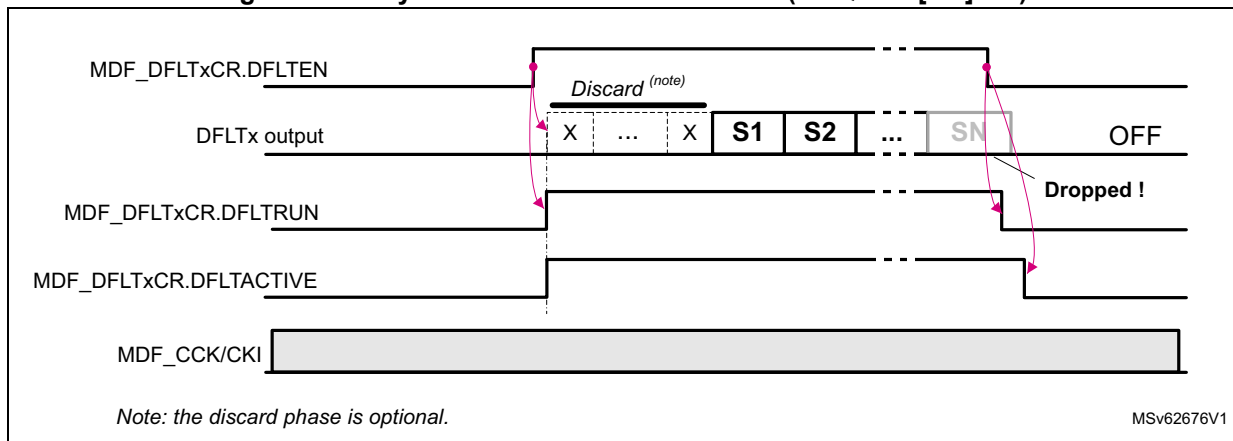 MDF_DFLTxCR.DFLTEN
Discard (note)
DFLTx output
X ... X S1 S2 ... SN OFF
Dropped !
MDF_DFLTxCR.DFLTRUN
MDF_DFLTxCR.DFLTACTIVE
MDF_CCK/CKI
Note: the discard phase is optional.
MSv62676V1